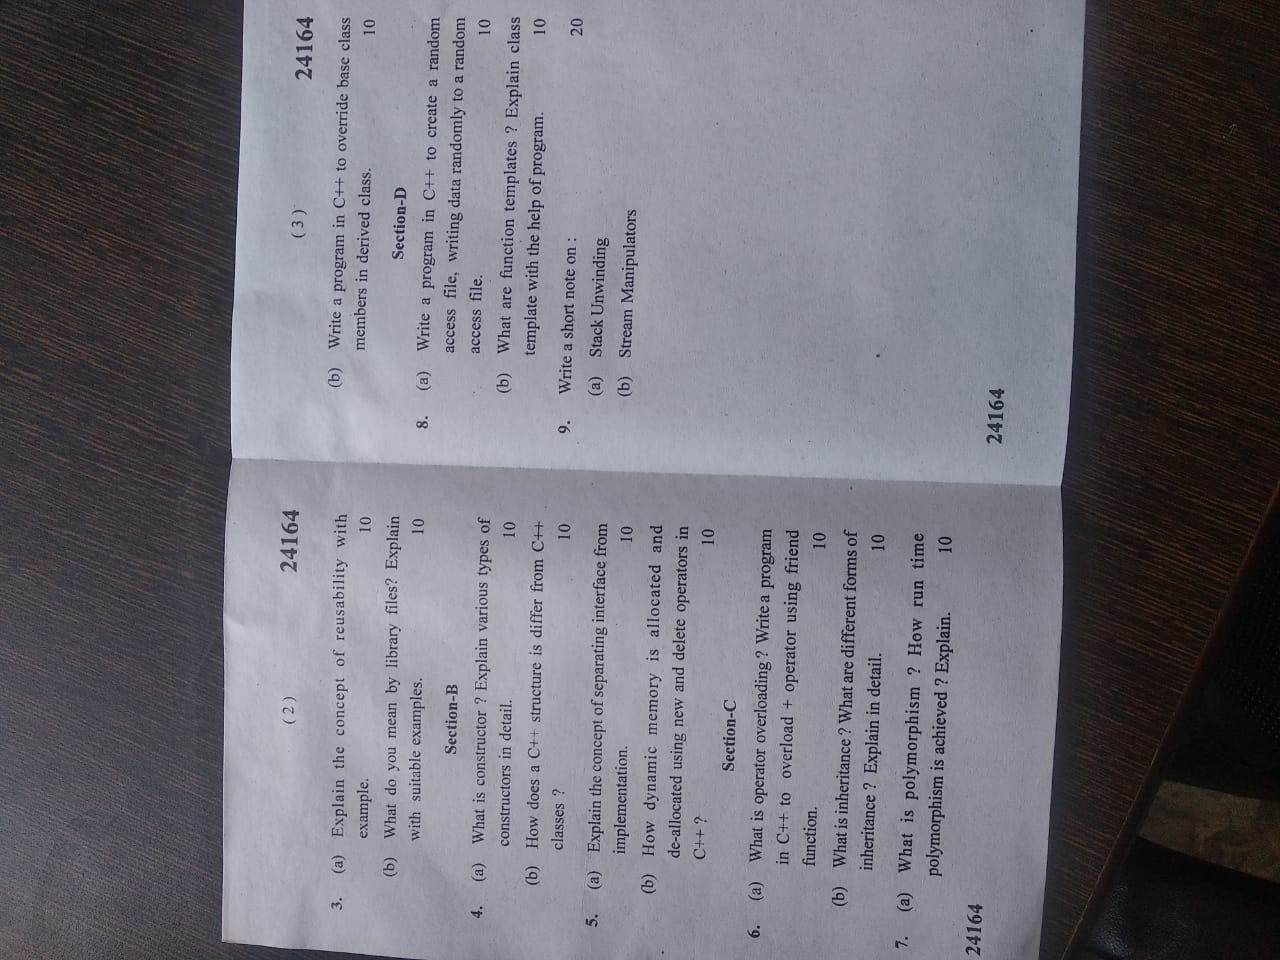 ( 2 ) 24164
3. (a) Explain the concept of reusability with
example. 10
(b) What do you mean by library files? Explain
with suitable examples. 10
Section-B
4. (a) What is constructor ? Explain various types of
constructors in detail. 10
(b) How does a C++ structure is differ from C++
classes ? 10
5. (a) Explain the concept of separating interface from
implementation. 10
(b) How dynamic memory is allocated and
de-allocated using new and delete operators in
C++ ? 10
Section-C
6. (a) What is operator overloading ? Write a program
in C++ to overload + operator using friend
function. 10
(b) What is inheritance ? What are different forms of
inheritance ? Explain in detail. 10
7. (a) What is polymorphism ? How run time
polymorphism is achieved ? Explain. 10
24164
( 3 ) 24164
(b) Write a program in C++ to override base class
members in derived class. 10
Section-D
8. (a) Write a program in C++ to create a random
access file, writing data randomly to a random
access file. 10
(b) What are function templates ? Explain class
template with the help of program. 10
9. Write a short note on : 20
(a) Stack Unwinding
(b) Stream Manipulators
24164